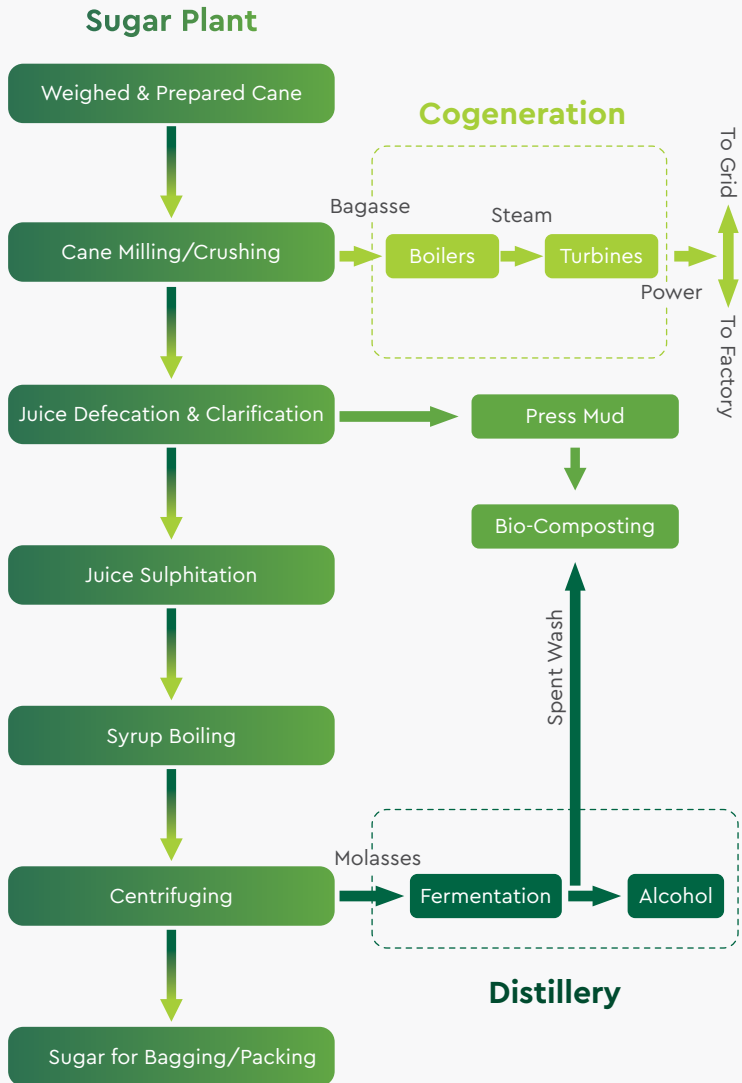 Sugar Plant
Weighed & Prepared Cane
Cogeneration
To Grid
Bagasse
Steam
Cane Milling/Crushing
Boilers
Turbines
Power
To Factory
Juice Defecation & Clarification
Press Mud
Bio-Composting
Juice Sulphitation
Spent Wash
Syrup Boiling
Molasses
Centrifuging
Fermentation
Alcohol
Distillery
Sugar for Bagging/Packing